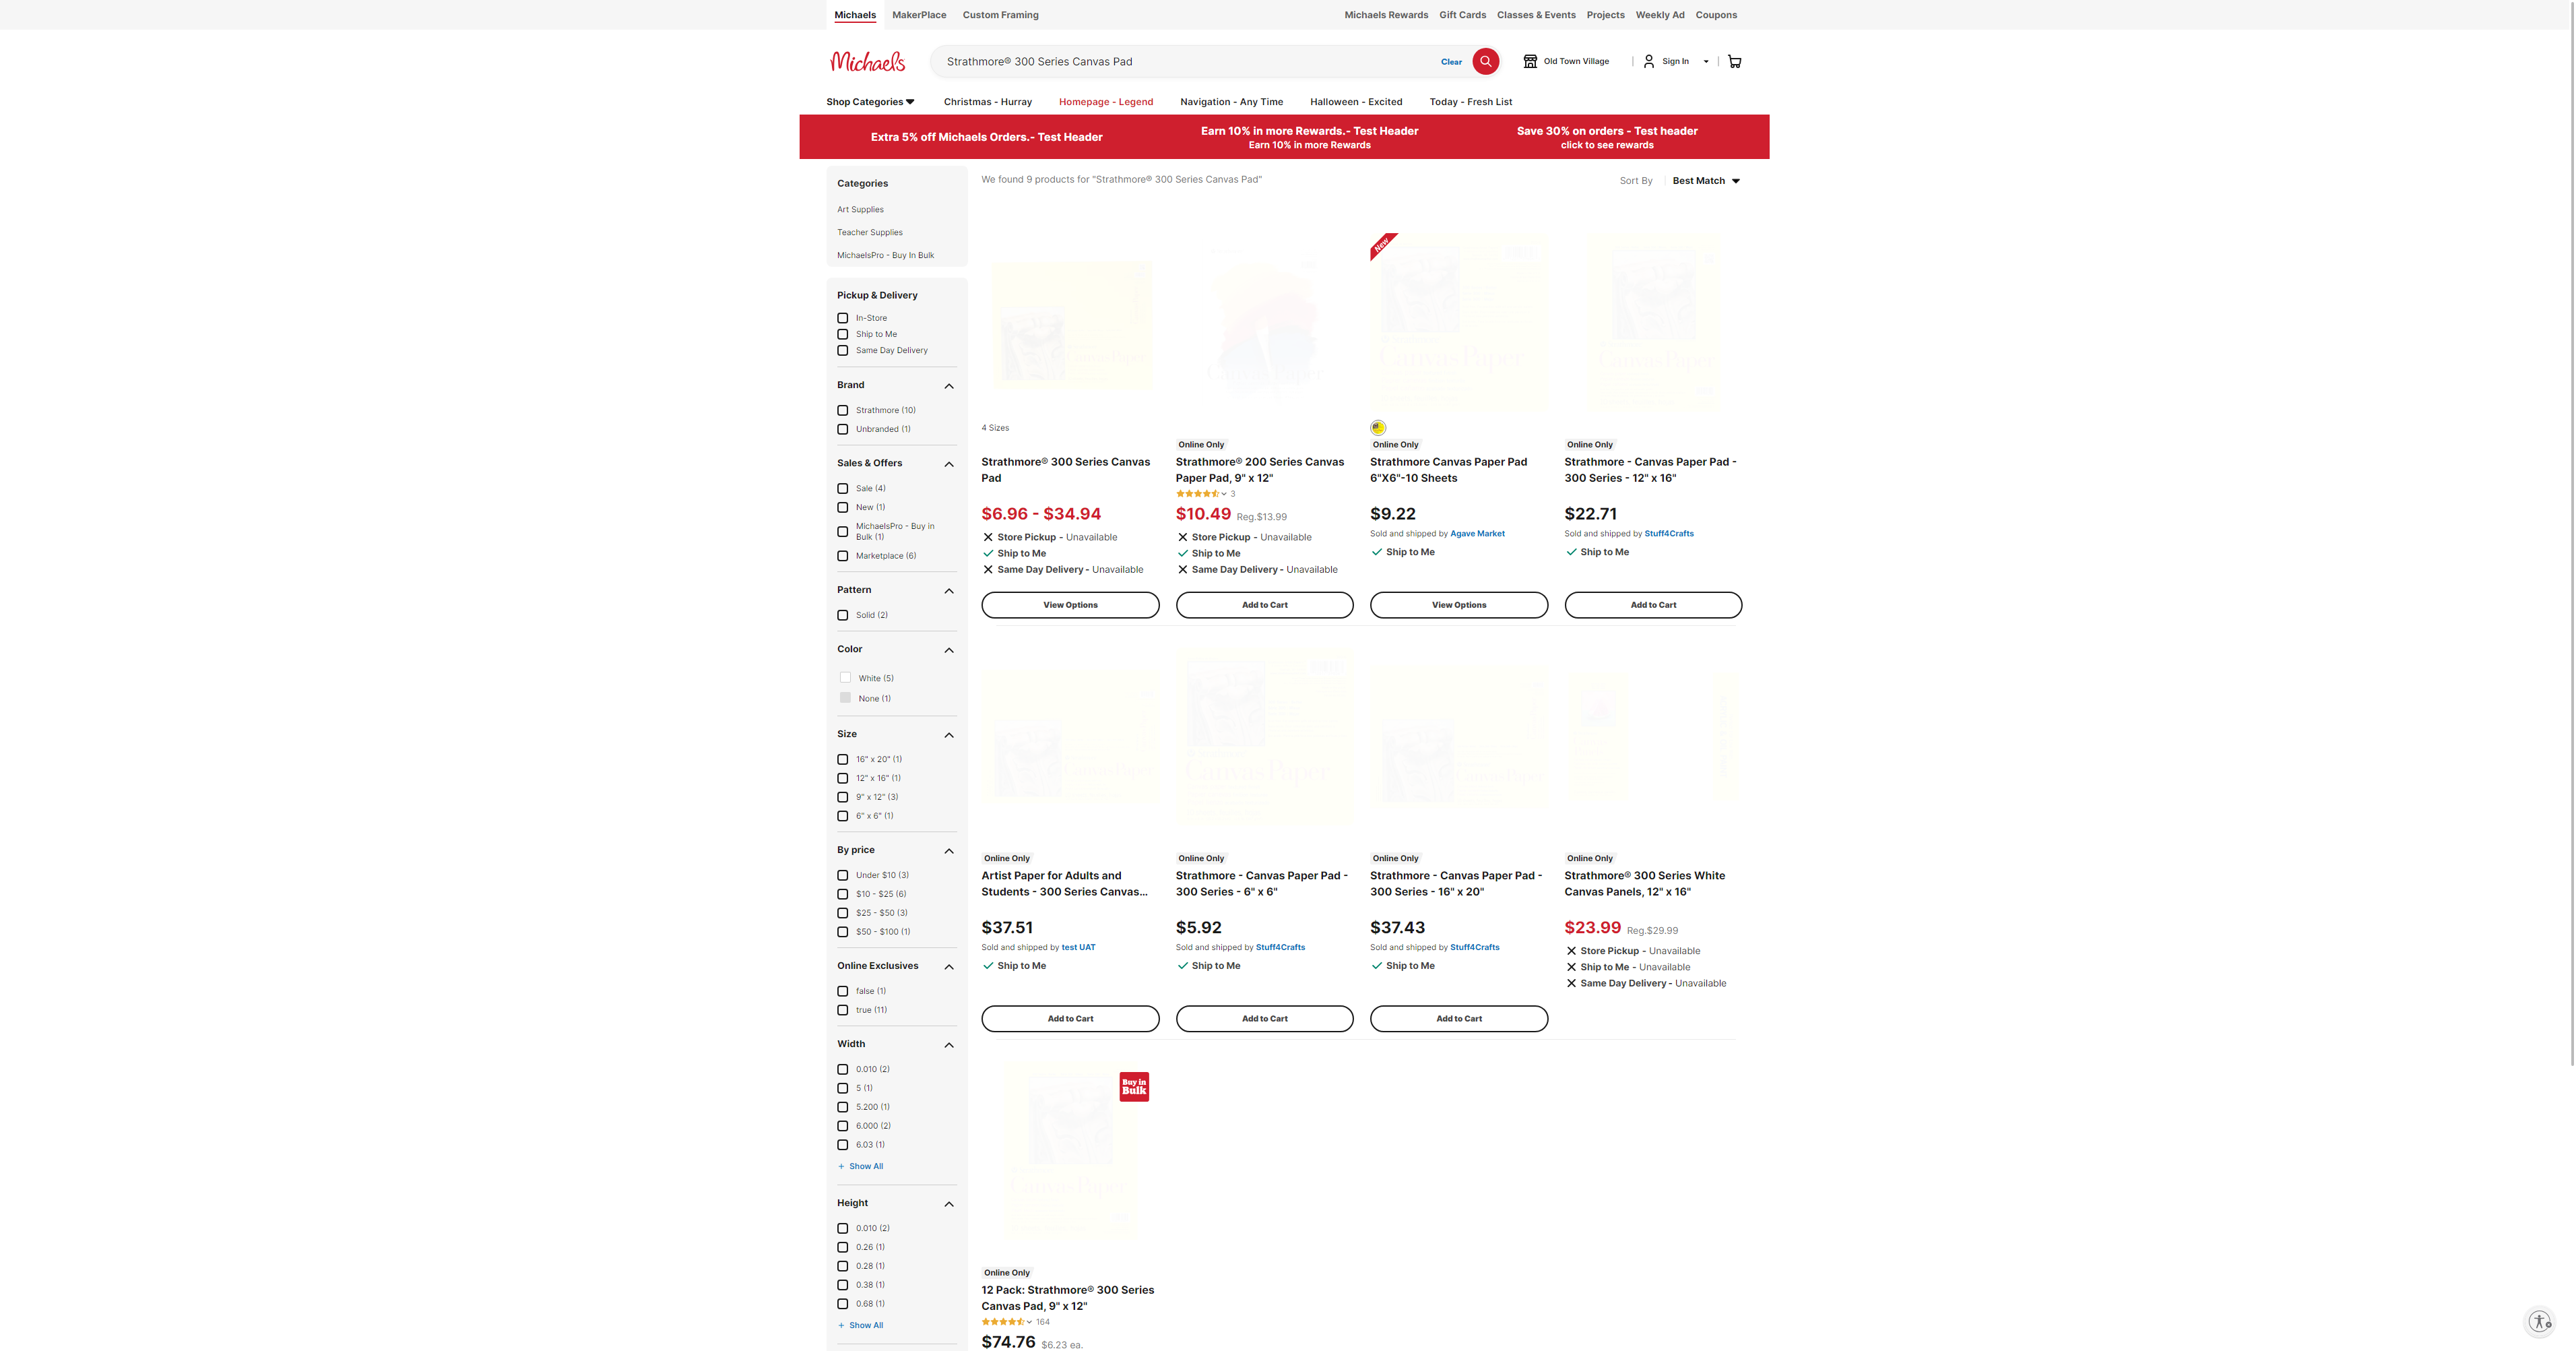 Michaels MakerPlace Custom Framing Michaels Rewards Gift Cards Classes & Events Projects Weekly Ad Coupons
Michaels Strathmore® 300 Series Canvas Pad Clear Old Town Village | Sign In |
Shop Categories Christmas - Hurray Homepage - Legend Navigation - Any Time Halloween - Excited Today - Fresh List
Extra 5% off Michaels Orders.- Test Header
Earn 10% in more Rewards.- Test Header
Earn 10% in more Rewards
Save 30% on orders - Test header
click to see rewards
Categories
Art Supplies
Teacher Supplies
MichaelsPro - Buy In Bulk
Pickup & Delivery
In-Store
Ship to Me
Same Day Delivery
Brand
Strathmore (10)
Unbranded (1)
Sales & Offers
Sale (4)
New (1)
MichaelsPro - Buy in
Bulk (1)
Marketplace (6)
Pattern
Solid (2)
Color
White (5)
None (1)
Size
16" x 20" (1)
12" x 16" (1)
9" x 12" (3)
6" x 6" (1)
By price
Under $10 (3)
$10 - $25 (6)
$25 - $50 (3)
$50 - $100 (1)
Online Exclusives
false (1)
true (11)
Width
0.010 (2)
5 (1)
5.200 (1)
6.000 (2)
6.03 (1)
+ Show All
Height
0.010 (2)
0.26 (1)
0.28 (1)
0.38 (1)
0.68 (1)
+ Show All
We found 9 products for "Strathmore® 300 Series Canvas Pad"
Sort By Best Match
Canvas Paper
4 Sizes
Strathmore® 300 Series Canvas
Pad
$6.96 - $34.94
Store Pickup - Unavailable
Ship to Me
Same Day Delivery - Unavailable
View Options
Canvas Paper
Online Only
Strathmore® 200 Series Canvas
Paper Pad, 9" x 12"
3
$10.49 Reg.$13.99
Store Pickup - Unavailable
Ship to Me
Same Day Delivery - Unavailable
Add to Cart
New
Canvas Paper
Online Only
Strathmore Canvas Paper Pad
6"X6"-10 Sheets
$9.22
Sold and shipped by Agave Market
Ship to Me
View Options
Canvas Paper
Online Only
Strathmore - Canvas Paper Pad -
300 Series - 12" x 16"
$22.71
Sold and shipped by Stuff4Crafts
Ship to Me
Add to Cart
Canvas Paper
Online Only
Artist Paper for Adults and
Students - 300 Series Canvas...
$37.51
Sold and shipped by test UAT
Ship to Me
Add to Cart
Canvas Paper
Online Only
Strathmore - Canvas Paper Pad -
300 Series - 6" x 6"
$5.92
Sold and shipped by Stuff4Crafts
Ship to Me
Add to Cart
Canvas Paper
Online Only
Strathmore - Canvas Paper Pad -
300 Series - 16" x 20"
$37.43
Sold and shipped by Stuff4Crafts
Ship to Me
Add to Cart
Online Only
Strathmore® 300 Series White
Canvas Panels, 12" x 16"
$23.99 Reg.$29.99
Store Pickup - Unavailable
Ship to Me - Unavailable
Same Day Delivery - Unavailable
Buy in
Bulk
Canvas Paper
Online Only
12 Pack: Strathmore® 300 Series
Canvas Pad, 9" x 12"
164
$74.76 $6.23 ea.